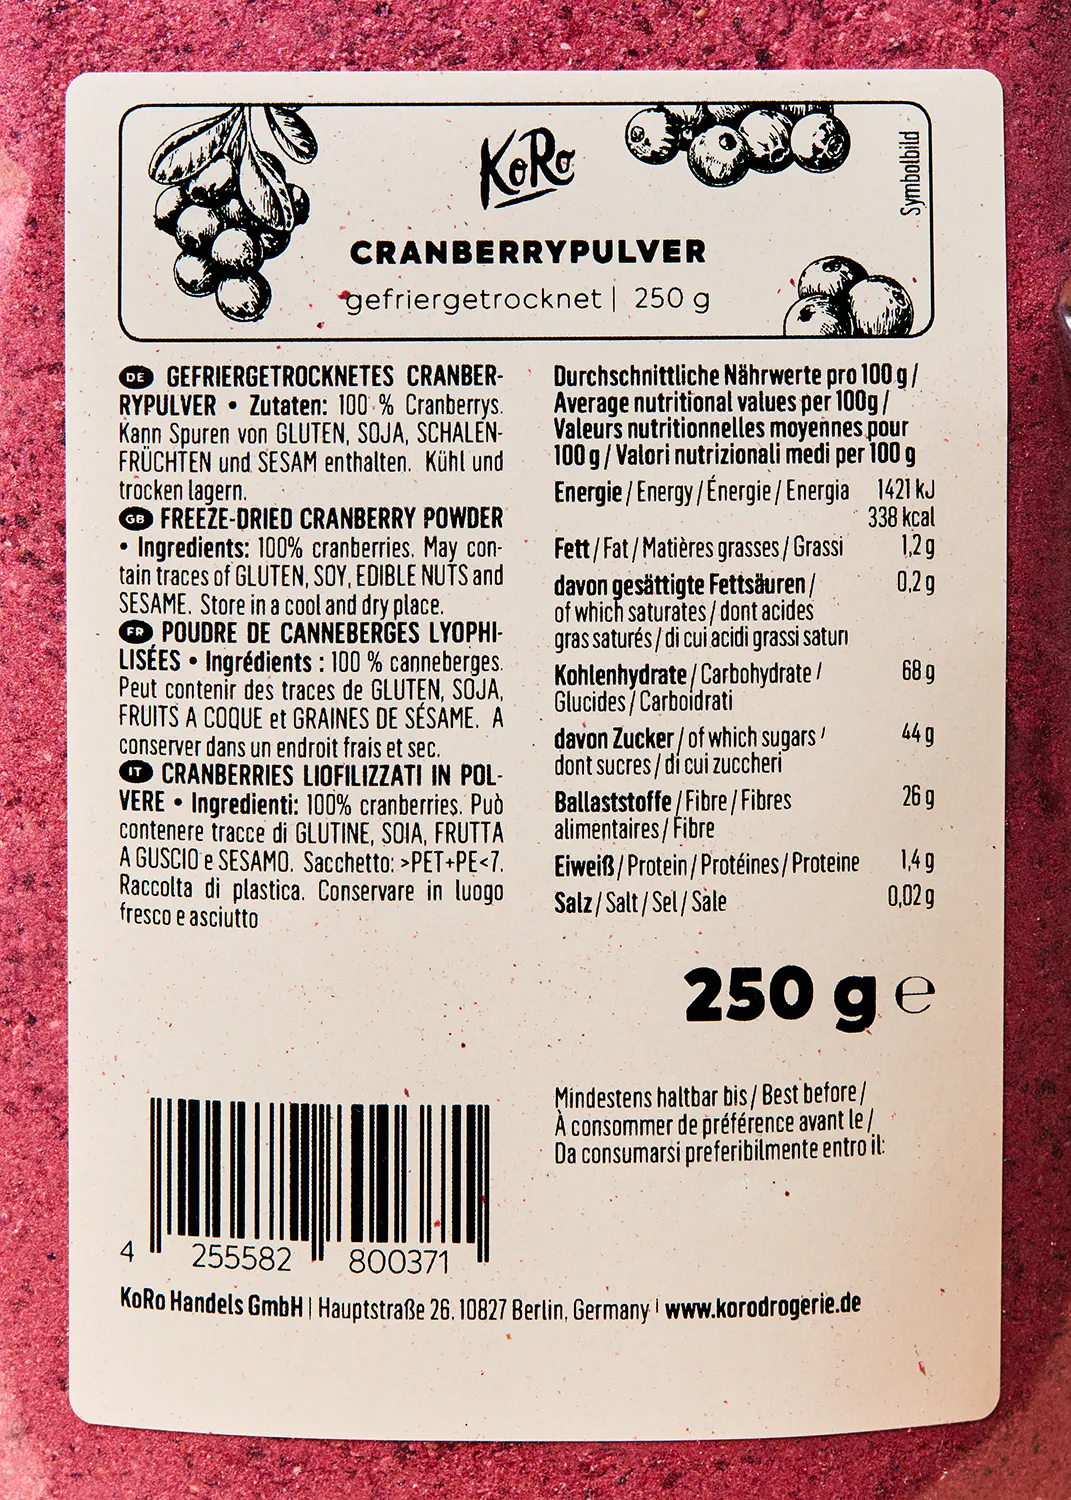 KoRo
Symbolbild
CRANBERRYPULVER
gefriergetrocknet | 250 g
DE GEFRIERGETROCKNETES CRANBER-
RYPULVER • Zutaten: 100 % Cranberrys.
Kann Spuren von GLUTEN, SOJA, SCHALEN-
FRÜCHTEN und SESAM enthalten. Kühl und
trocken lagern.
GB FREEZE-DRIED CRANBERRY POWDER
• Ingredients: 100% cranberries. May con-
tain traces of GLUTEN, SOY, EDIBLE NUTS and
SESAME. Store in a cool and dry place.
FR POUDRE DE CANNEBERGES LYOPHI-
LISÉES • Ingrédients : 100 % canneberges.
Peut contenir des traces de GLUTEN, SOJA,
FRUITS A COQUE et GRAINES DE SÉSAME. A
conserver dans un endroit frais et sec.
IT CRANBERRIES LIOFILIZZATI IN POL-
VERE • Ingredienti: 100% cranberries. Può
contenere tracce di GLUTINE, SOIA, FRUTTA
A GUSCIO e SESAMO. Sacchetto: >PET+PE<7.
Raccolta di plastica. Conservare in luogo
fresco e asciutto
Durchschnittliche Nährwerte pro 100 g /
Average nutritional values per 100g /
Valeurs nutritionnelles moyennes pour
100 g / Valori nutrizionali medi per 100 g
Energie / Energy / Énergie / Energia 1421 kJ
338 kcal
Fett / Fat / Matières grasses / Grassi 1,2 g
davon gesättigte Fettsäuren / 0,2 g
of which saturates / dont acides
gras saturés / di cui acidi grassi saturi
Kohlenhydrate / Carbohydrate / 68 g
Glucides / Carboidrati
davon Zucker / of which sugars / 44 g
dont sucres / di cui zuccheri
Ballaststoffe / Fibre / Fibres 26 g
alimentaires / Fibre
Eiweiß / Protein / Protéines / Proteine 1,4 g
Salz / Salt / Sel / Sale 0,02 g
250 g ℮
Mindestens haltbar bis / Best before /
À consommer de préférence avant le /
Da consumarsi preferibilmente entro il:
4 255582 800371
KoRo Handels GmbH | Hauptstraße 26, 10827 Berlin, Germany | www.korodrogerie.de